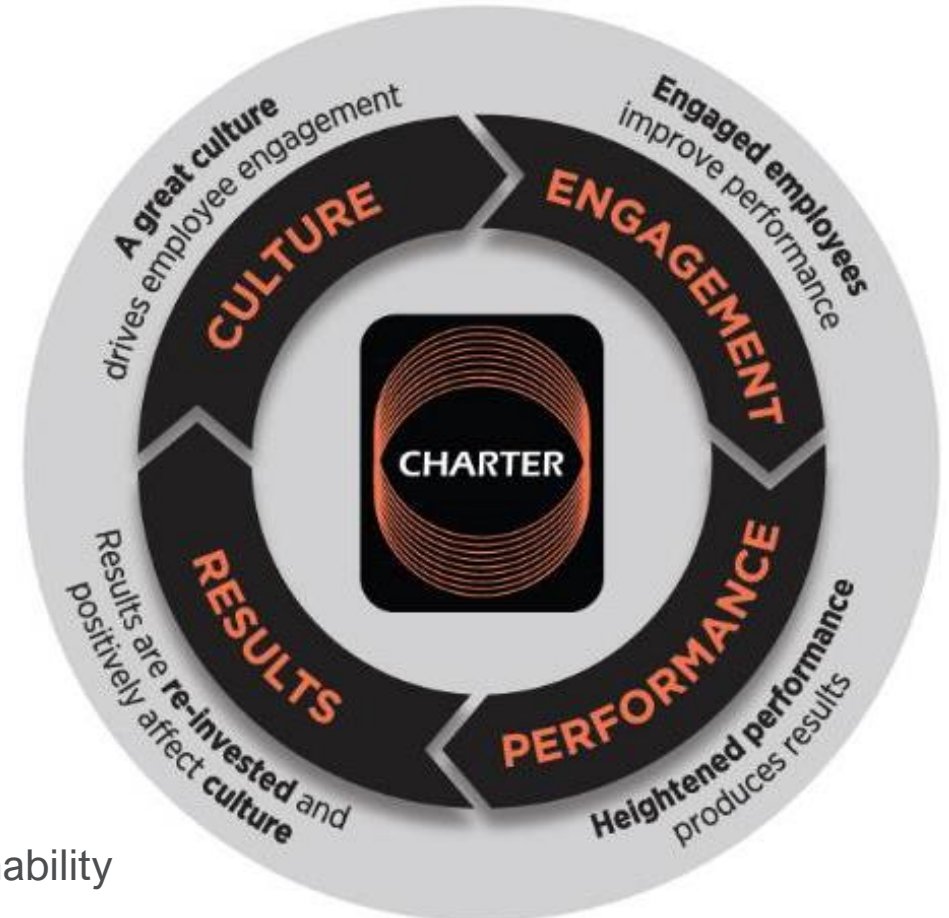 A great culture
drives employee engagement
CULTURE
Engaged employees
improve performance
ENGAGEMENT
CHARTER
PERFORMANCE
Heightened performance
produces results
RESULTS
Results are re-invested and
positively affect culture